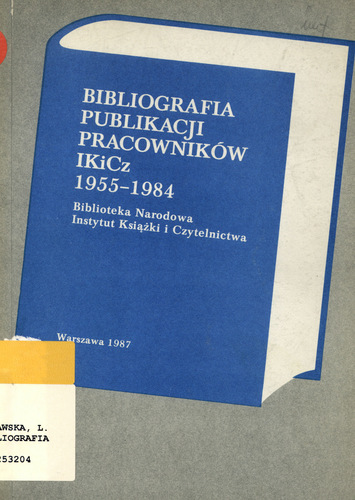 BIBLIOGRAFIA
PUBLIKACJI
PRACOWNIKÓW
IKiCz
1955-1984
Biblioteka Narodowa
Instytut Książki i Czytelnictwa
Warszawa 1987
AWSKA, L.
LIOGRAFIA
253204